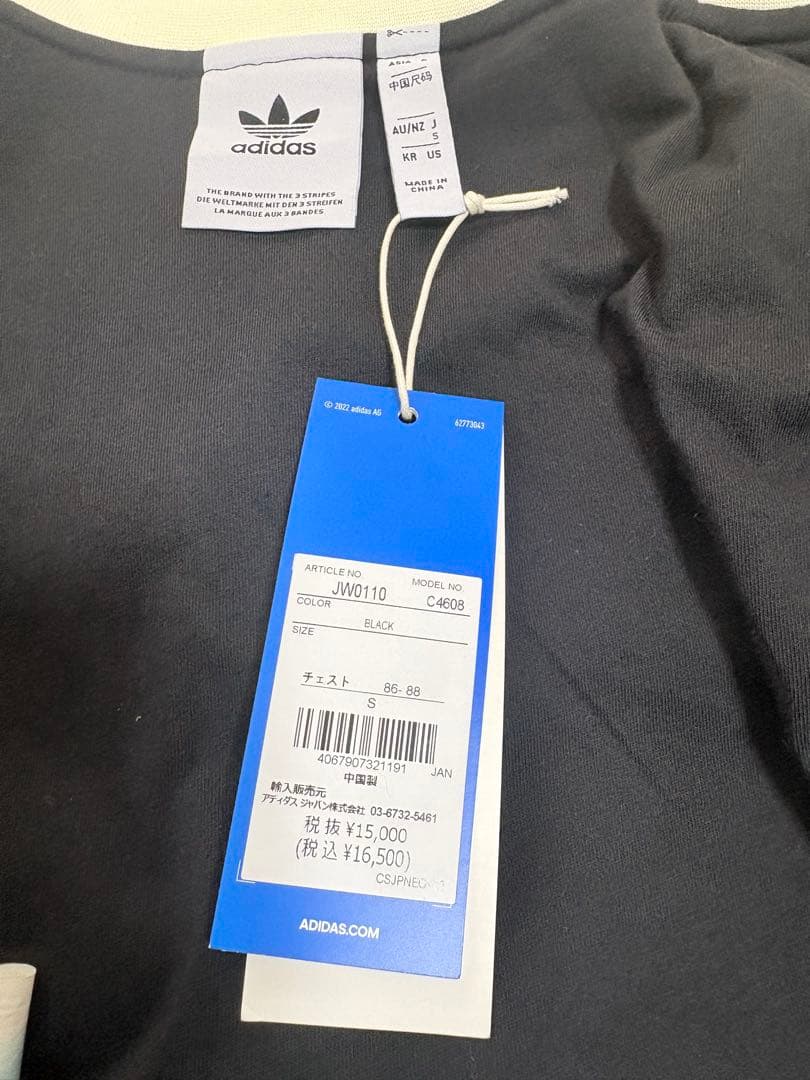 adidas
THE BRAND WITH THE 3 STRIPES
DIE WELTMARKE MIT DEN 3 STREIFEN
LA MARQUE AUX 3 BANDES
ASIA
中国尺码
AU/NZ J
S
KR US
MADE IN
CHINA
© 2022 adidas AG
62773043
ARTICLE NO
MODEL NO.
JW0110
C4608
COLOR
BLACK
SIZE
チェスト 86-88
S
4067907321191 JAN
中国製
輸入販売元
アディダス ジャパン株式会社 03-6732-5461
税抜 ¥15,000
(税込 ¥16,500)
ADIDAS.COM